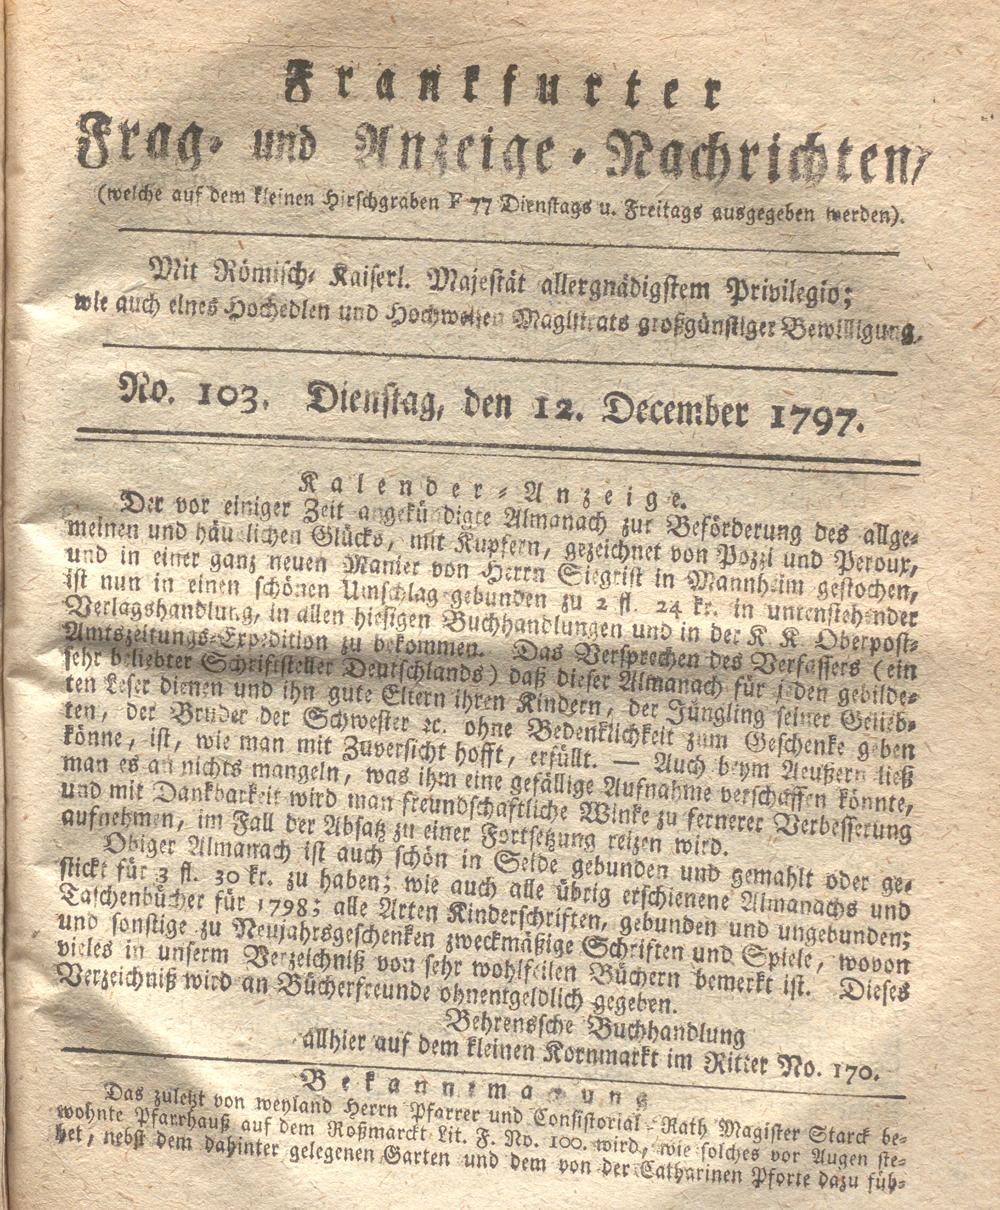 Frankfurter
Frag- und Anzeige-Nachrichten,
(welche auf dem kleinen Hirschgraben F 77 Dienstags u. Freitags ausgegeben werden).
Mit Römisch-Kaiserl. Majestät allergnädigstem Privilegio;
wie auch eines Hochedlen und Hochweisen Magistrats großgünstiger Bewilligung.
No. 103. Dienstag, den 12. December 1797.
Kalender-Anzeige.
Der vor einiger Zeit angekündigte Almanach zur Beförderung des allge-
meinen und häuslichen Glücks, mit Kupfern, gezeichnet von Pozzi und Peroux,
und in einer ganz neuen Manier von Herrn Siegrist in Mannheim gestochen,
ist nun in einen schönen Umschlag gebunden zu 2 fl. 24 kr. in untenstehender
Verlagshandlung, in allen hiesigen Buchhandlungen und in der K K Oberpost-
Amtszeitungs-Expedition zu bekommen. Das Versprechen des Verfassers (ein
sehr beliebter Schriftsteller Deutschlands) daß dieser Almanach für jeden gebilde-
ten Leser dienen und ihn gute Eltern ihren Kindern, der Jüngling seiner Gelieb-
ten, der Bruder der Schwester ꝛc. ohne Bedenklichkeit zum Geschenke geben
könne, ist, wie man mit Zuversicht hofft, erfüllt. — Auch beym Aeußern ließ
man es an nichts mangeln, was ihm eine gefällige Aufnahme verschaffen könnte,
und mit Dankbarkeit wird man freundschaftliche Winke zu fernerer Verbesserung
aufnehmen, im Fall der Absatz zu einer Fortsetzung reizen wird.
Obiger Almanach ist auch schön in Seide gebunden und gemahlt oder ge-
stickt für 3 fl. 30 kr. zu haben; wie auch alle übrig erschienene Almanachs und
Taschenbücher für 1798; alle Arten Kinderschriften, gebunden und ungebunden;
und sonstige zu Neujahrsgeschenken zweckmäßige Schriften und Spiele, wovon
vieles in unserm Verzeichniß von sehr wohlfeilen Büchern bemerkt ist. Dieses
Verzeichniß wird an Bücherfreunde ohnentgeldlich gegeben.
Behrenssche Buchhandlung
allhier auf dem kleinen Kornmarkt im Ritter No. 170.
Bekanntmachung
Das zuletzt von weyland Herrn Pfarrer und Consistorial-Rath Magister Starck be-
wohnte Pfarrhauß auf dem Roßmarckt Lit. F. No. 100. wird, wie solches vor Augen ste-
het, nebst dem dahinter gelegenen Garten und dem von der Catharinen Pforte dazu füh-